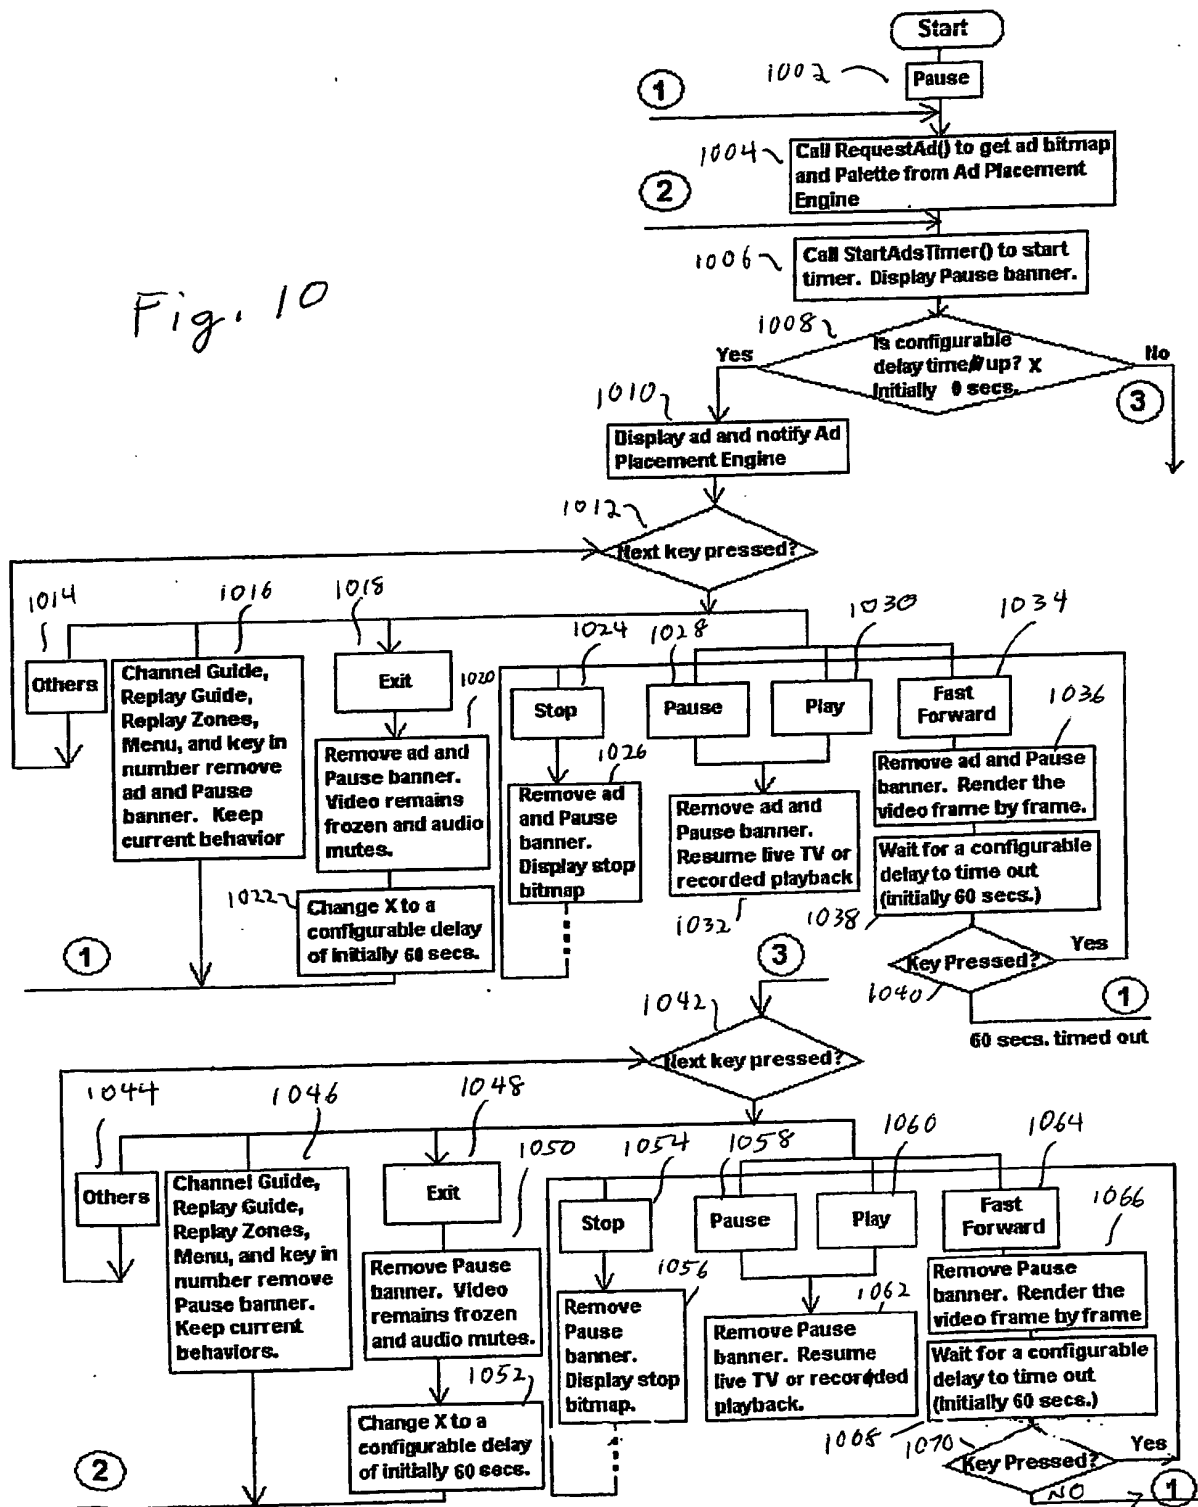 Start
1002
Pause
1
1004
Call RequestAd() to get ad bitmap
and Palette from Ad Placement
Engine
2
1006
Call StartAdsTimer() to start
timer. Display Pause banner.
Fig. 10
1008
Is configurable
delay time up? X
Initially 0 secs.
Yes
No
3
1010
Display ad and notify Ad
Placement Engine
1012
Next key pressed?
1014
Others
1016
Channel Guide,
Replay Guide,
Replay Zones,
Menu, and key in
number remove
ad and Pause
banner. Keep
current behavior
1018
Exit
1020
Remove ad and
Pause banner.
Video remains
frozen and audio
mutes.
1022
Change X to a
configurable delay
of initially 60 secs.
1
1024
Stop
1026
Remove ad
and Pause
banner.
Display stop
bitmap
1028
Pause
1030
Play
Remove ad and
Pause banner.
Resume live TV or
recorded playback
1032
1034
Fast
Forward
1036
Remove ad and Pause
banner. Render the
video frame by frame.
Wait for a configurable
delay to time out
(initially 60 secs.)
1038
Key Pressed?
Yes
1040
1
60 secs. timed out
3
1042
Next key pressed?
1044
Others
1046
Channel Guide,
Replay Guide,
Replay Zones,
Menu, and key in
number remove
Pause banner.
Keep current
behaviors.
1048
Exit
1050
Remove Pause
banner. Video
remains frozen
and audio mutes.
1052
Change X to a
configurable delay
of initially 60 secs.
2
1054
Stop
1056
Remove
Pause
banner.
Display stop
bitmap.
1058
Pause
1060
Play
1062
Remove Pause
banner. Resume
live TV or recorded
playback.
1064
Fast
Forward
1066
Remove Pause
banner. Render the
video frame by frame
Wait for a configurable
delay to time out
(Initially 60 secs.)
1068
1070
Key Pressed?
Yes
NO
1